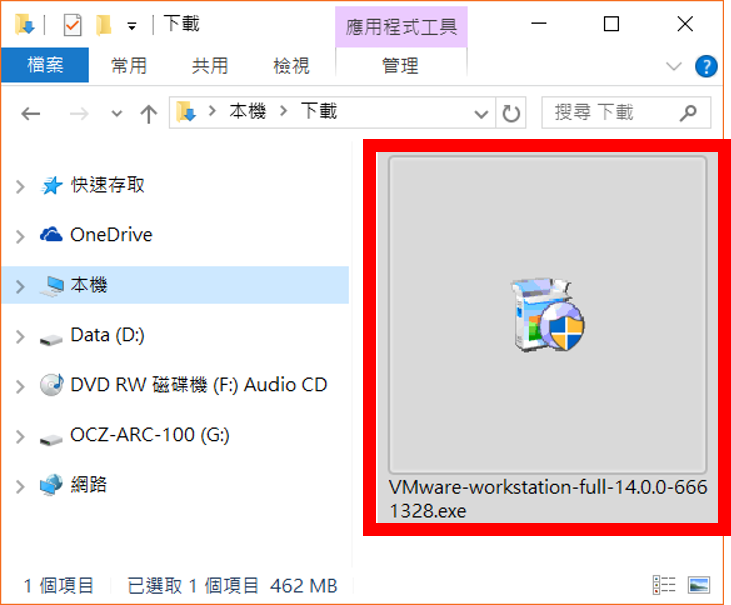 下載
應用程式工具
檔案
常用
共用
檢視
管理
?
本機
下載
搜尋 下載
快速存取
OneDrive
本機
Data (D:)
DVD RW 磁碟機 (F:) Audio CD
OCZ-ARC-100 (G:)
網路
VMware-workstation-full-14.0.0-666
1328.exe
1 個項目
已選取 1 個項目 462 MB